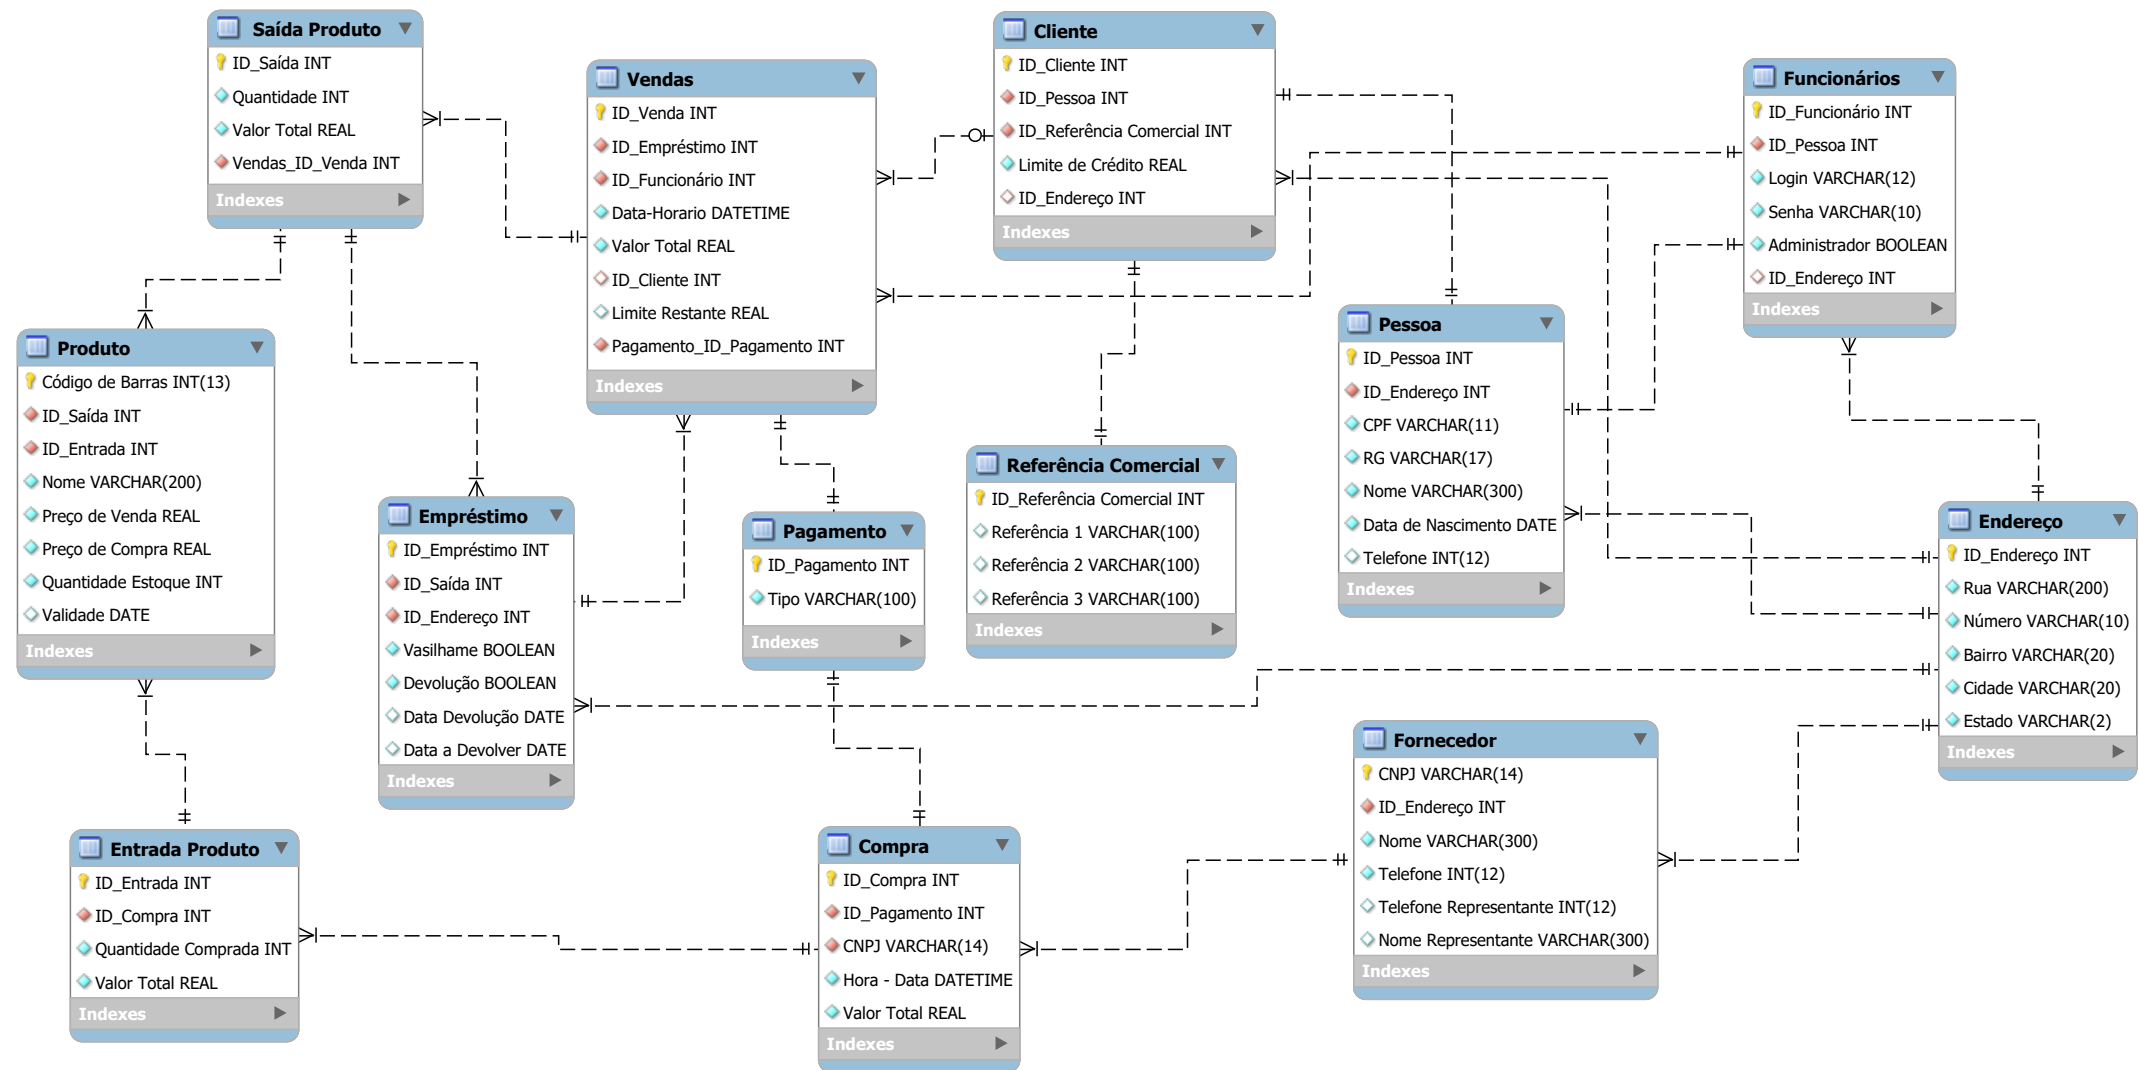 Saída Produto
ID_Saída INT
Quantidade INT
Valor Total REAL
Vendas_ID_Venda INT
Indexes
Vendas
ID_Venda INT
ID_Empréstimo INT
ID_Funcionário INT
Data-Horario DATETIME
Valor Total REAL
ID_Cliente INT
Limite Restante REAL
Pagamento_ID_Pagamento INT
Indexes
Cliente
ID_Cliente INT
ID_Pessoa INT
ID_Referência Comercial INT
Limite de Crédito REAL
ID_Endereço INT
Indexes
Funcionários
ID_Funcionário INT
ID_Pessoa INT
Login VARCHAR(12)
Senha VARCHAR(10)
Administrador BOOLEAN
ID_Endereço INT
Indexes
Produto
Código de Barras INT(13)
ID_Saída INT
ID_Entrada INT
Nome VARCHAR(200)
Preço de Venda REAL
Preço de Compra REAL
Quantidade Estoque INT
Validade DATE
Indexes
Empréstimo
ID_Empréstimo INT
ID_Saída INT
ID_Endereço INT
Vasilhame BOOLEAN
Devolução BOOLEAN
Data Devolução DATE
Data a Devolver DATE
Indexes
Pagamento
ID_Pagamento INT
Tipo VARCHAR(100)
Indexes
Referência Comercial
ID_Referência Comercial INT
Referência 1 VARCHAR(100)
Referência 2 VARCHAR(100)
Referência 3 VARCHAR(100)
Indexes
Pessoa
ID_Pessoa INT
ID_Endereço INT
CPF VARCHAR(11)
RG VARCHAR(17)
Nome VARCHAR(300)
Data de Nascimento DATE
Telefone INT(12)
Indexes
Endereço
ID_Endereço INT
Rua VARCHAR(200)
Número VARCHAR(10)
Bairro VARCHAR(20)
Cidade VARCHAR(20)
Estado VARCHAR(2)
Indexes
Entrada Produto
ID_Entrada INT
ID_Compra INT
Quantidade Comprada INT
Valor Total REAL
Indexes
Compra
ID_Compra INT
ID_Pagamento INT
CNPJ VARCHAR(14)
Hora - Data DATETIME
Valor Total REAL
Indexes
Fornecedor
CNPJ VARCHAR(14)
ID_Endereço INT
Nome VARCHAR(300)
Telefone INT(12)
Telefone Representante INT(12)
Nome Representante VARCHAR(300)
Indexes